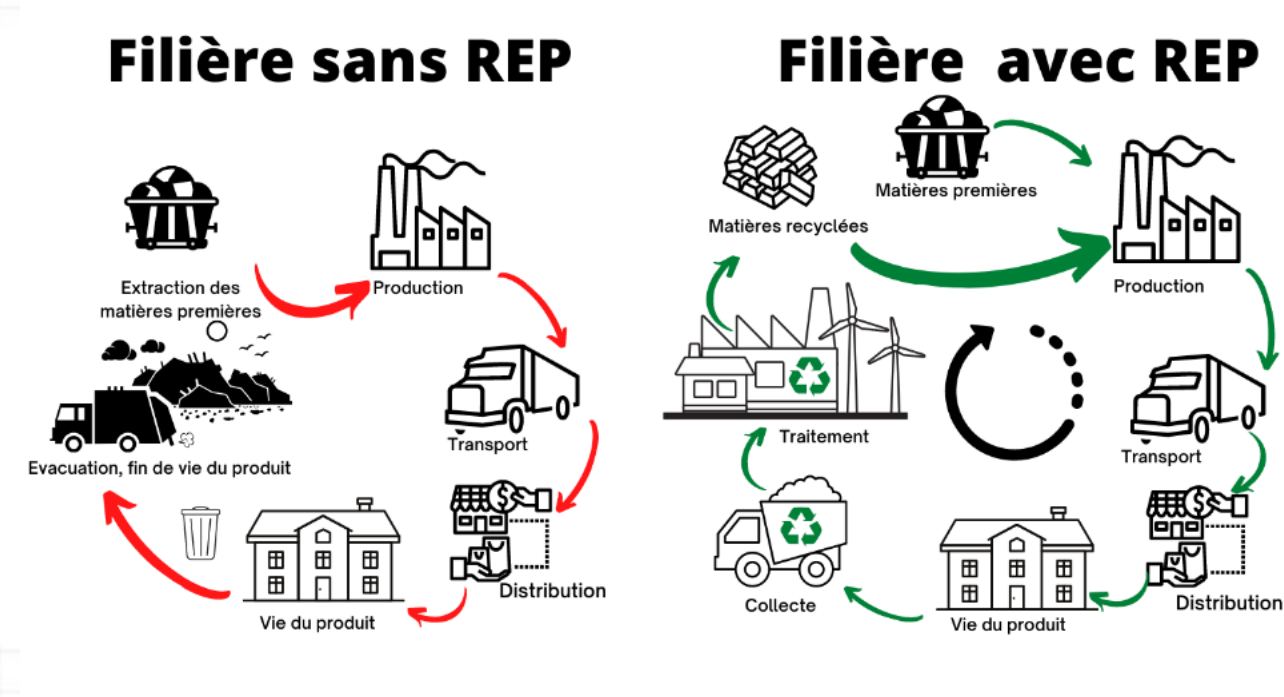 Filière sans REP
Extraction des
matières premières
Production
Transport
Distribution
Vie du produit
Evacuation, fin de vie du produit
Filière avec REP
Matières premières
Matières recyclées
Production
Transport
Distribution
Vie du produit
Collecte
Traitement